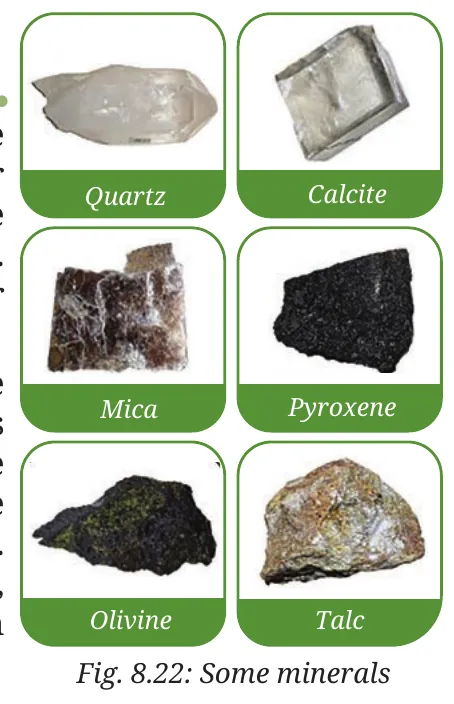 Quartz
Calcite
Mica
Pyroxene
Olivine
Talc
Fig. 8.22: Some minerals